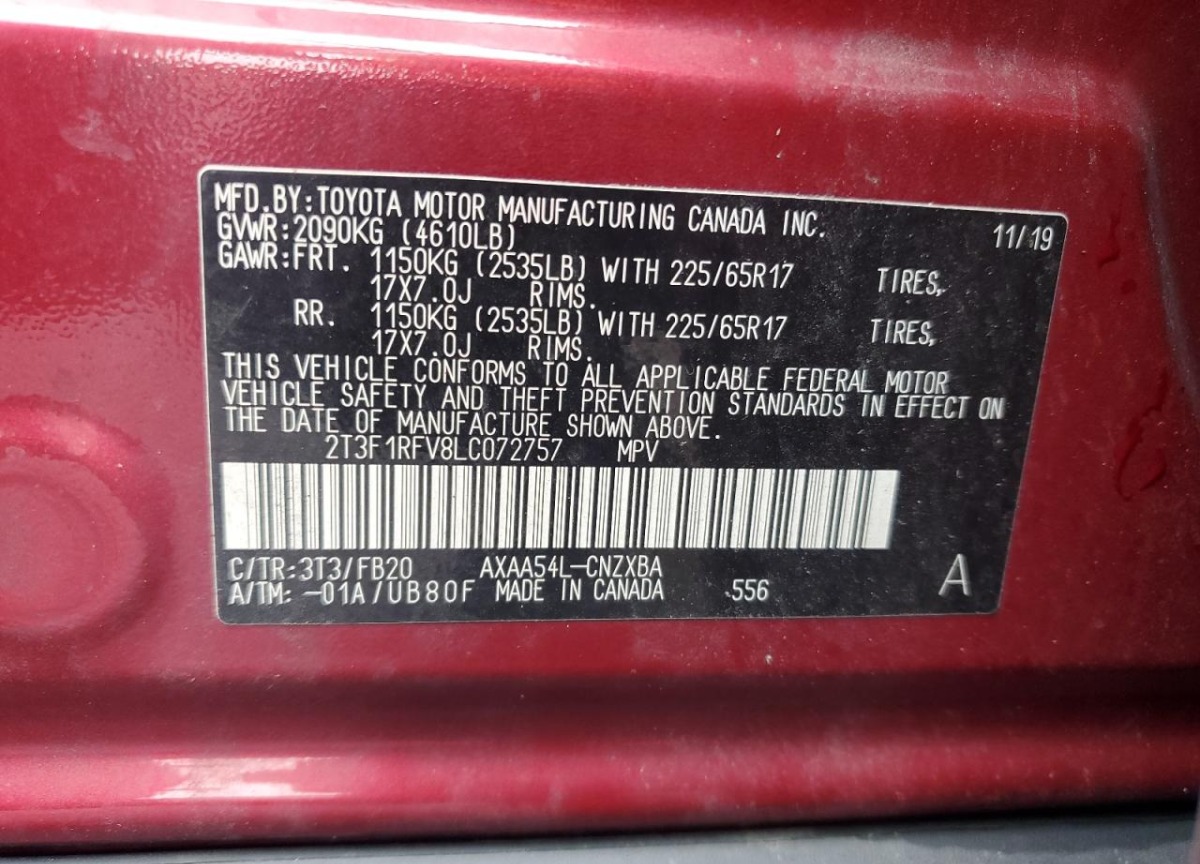 MFD.BY:TOYOTA MOTOR MANUFACTURING CANADA INC. 11/19
GVWR:2090KG (4610LB)
GAWR:FRT. 1150KG (2535LB) WITH 225/65R17 TIRES,
17X7.0J RIMS.
RR. 1150KG (2535LB) WITH 225/65R17 TIRES,
17X7.0J RIMS.
THIS VEHICLE CONFORMS TO ALL APPLICABLE FEDERAL MOTOR
VEHICLE SAFETY AND THEFT PREVENTION STANDARDS IN EFFECT ON
THE DATE OF MANUFACTURE SHOWN ABOVE.
2T3F1RFV8LC072757 MPV
C/TR:3T3/FB20 AXAA54L-CNZXBA A
A/TM:-01A/UB80F MADE IN CANADA .556